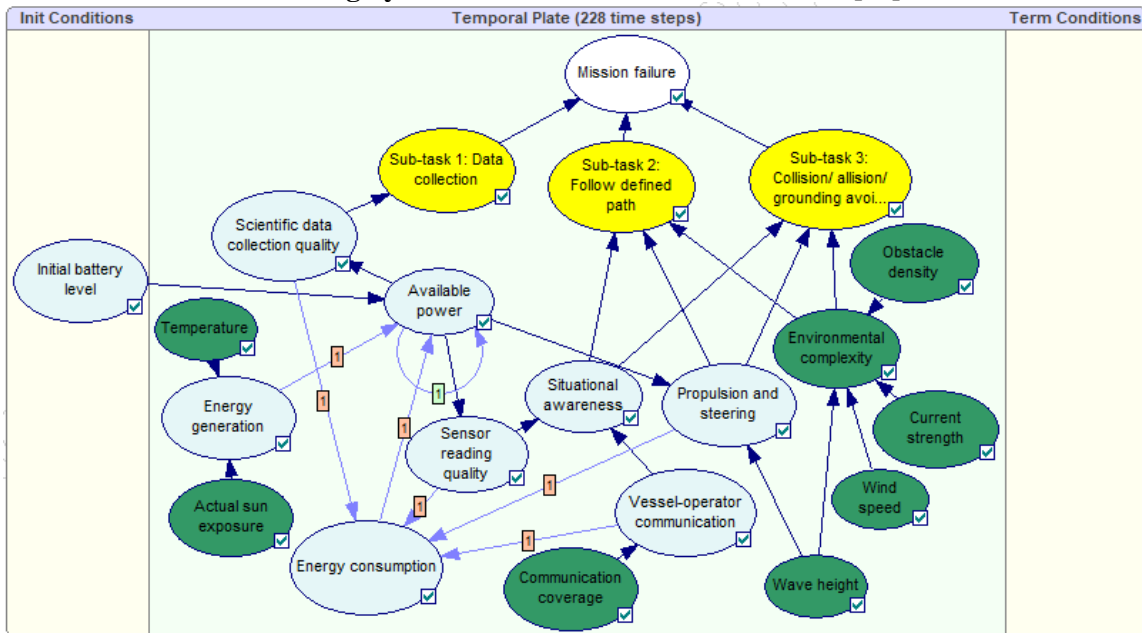 Init Conditions
Temporal Plate (228 time steps)
Term Conditions
Mission failure
Sub-task 1: Data
collection
Sub-task 2:
Follow defined
path
Sub-task 3:
Collision/ allision/
grounding avoi...
Scientific data
collection quality
Obstacle
density
Initial battery
level
Available
power
Temperature
Environmental
complexity
1
1
1
1
Situational
awareness
Propulsion and
steering
Energy
generation
Current
strength
Sensor
reading
quality
1
1
1
Wind
speed
Vessel-operator
communication
Actual sun
exposure
Energy consumption
Communication
coverage
Wave height